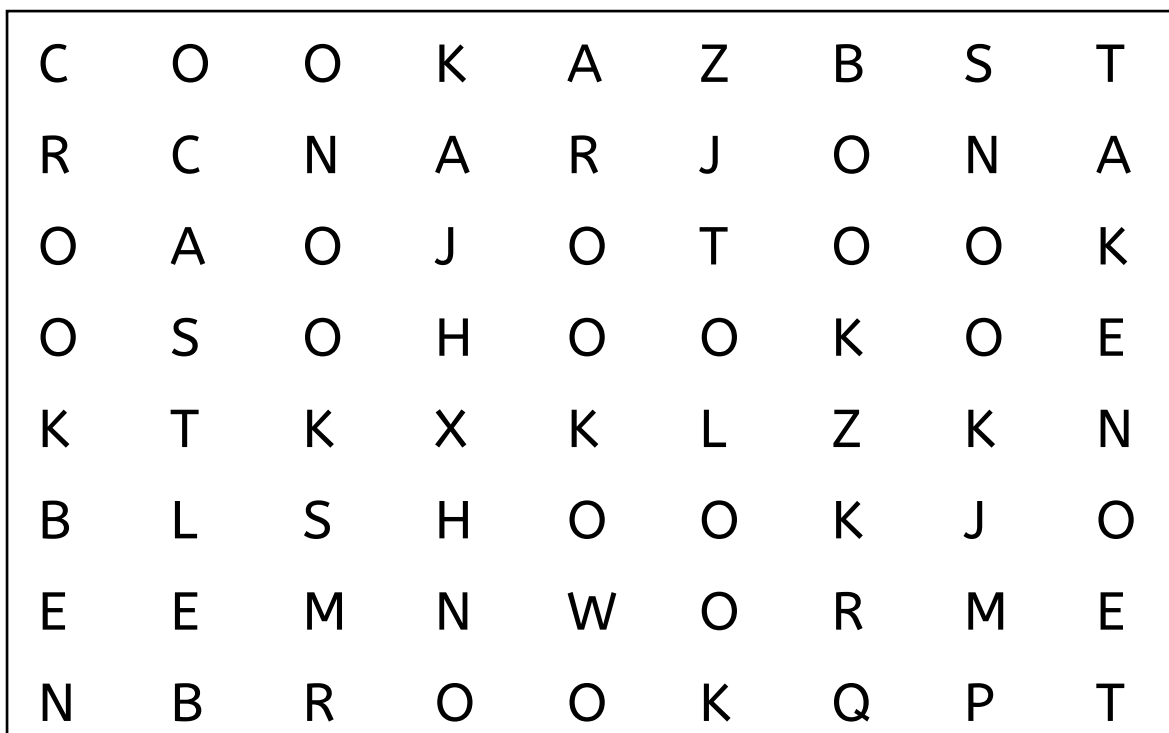 C O O K A Z B S T
R C N A R J O N A
O A O J O T O O K
O S O H O O K O E
K T K X K L Z K N
B L S H O O K J O
E E M N W O R M E
N B R O O K Q P T